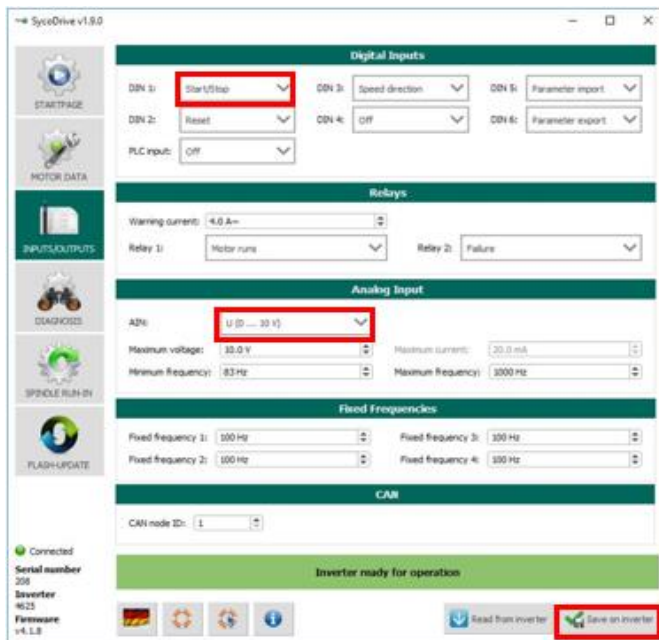 SycoDrive v1.9.0
Digital Inputs
DIN 1: Start/Stop DIN 3: Speed direction DIN 5: Parameter import
DIN 2: Reset DIN 4: Off DIN 6: Parameter export
PLC input: Off
STARTPAGE
MOTOR DATA
INPUTS/OUTPUTS
DIAGNOSIS
SPINDLE RUN-IN
FLASH-UPDATE
Relays
Warning current: 4.0 A~
Relay 1: Motor runs Relay 2: Failure
Analog Input
AIN: U (0 .... 10 V)
Maximum voltage: 10.0 V Maximum current: 20.0 mA
Minimum frequency: 83 Hz Maximum frequency: 1000 Hz
Fixed Frequencies
Fixed frequency 1: 100 Hz Fixed frequency 3: 100 Hz
Fixed frequency 2: 100 Hz Fixed frequency 4: 100 Hz
CAN
CAN node ID: 1
Connected
Serial number
208
Inverter
4625
Firmware
v4.1.8
Inverter ready for operation
Read from inverter Save on inverter